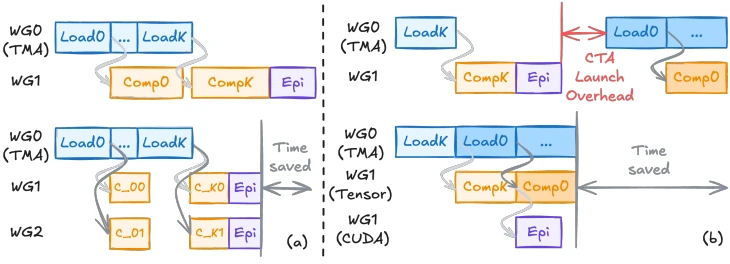 WG0
(TMA)
Load0 ... LoadK
WG1
Comp0 CompK Epi
WG0
(TMA)
Load0 ... LoadK
Time
saved
WG1
C_00 C_K0 Epi
WG2
C_01 C_K1 Epi
(a)
WG0
(TMA)
LoadK Load0 ...
WG1
CompK Epi Comp0
CTA
Launch
Overhead
WG0
(TMA)
LoadK Load0 ...
WG1
(Tensor)
CompK Comp0
Time
saved
WG1
(CUDA)
Epi
(b)